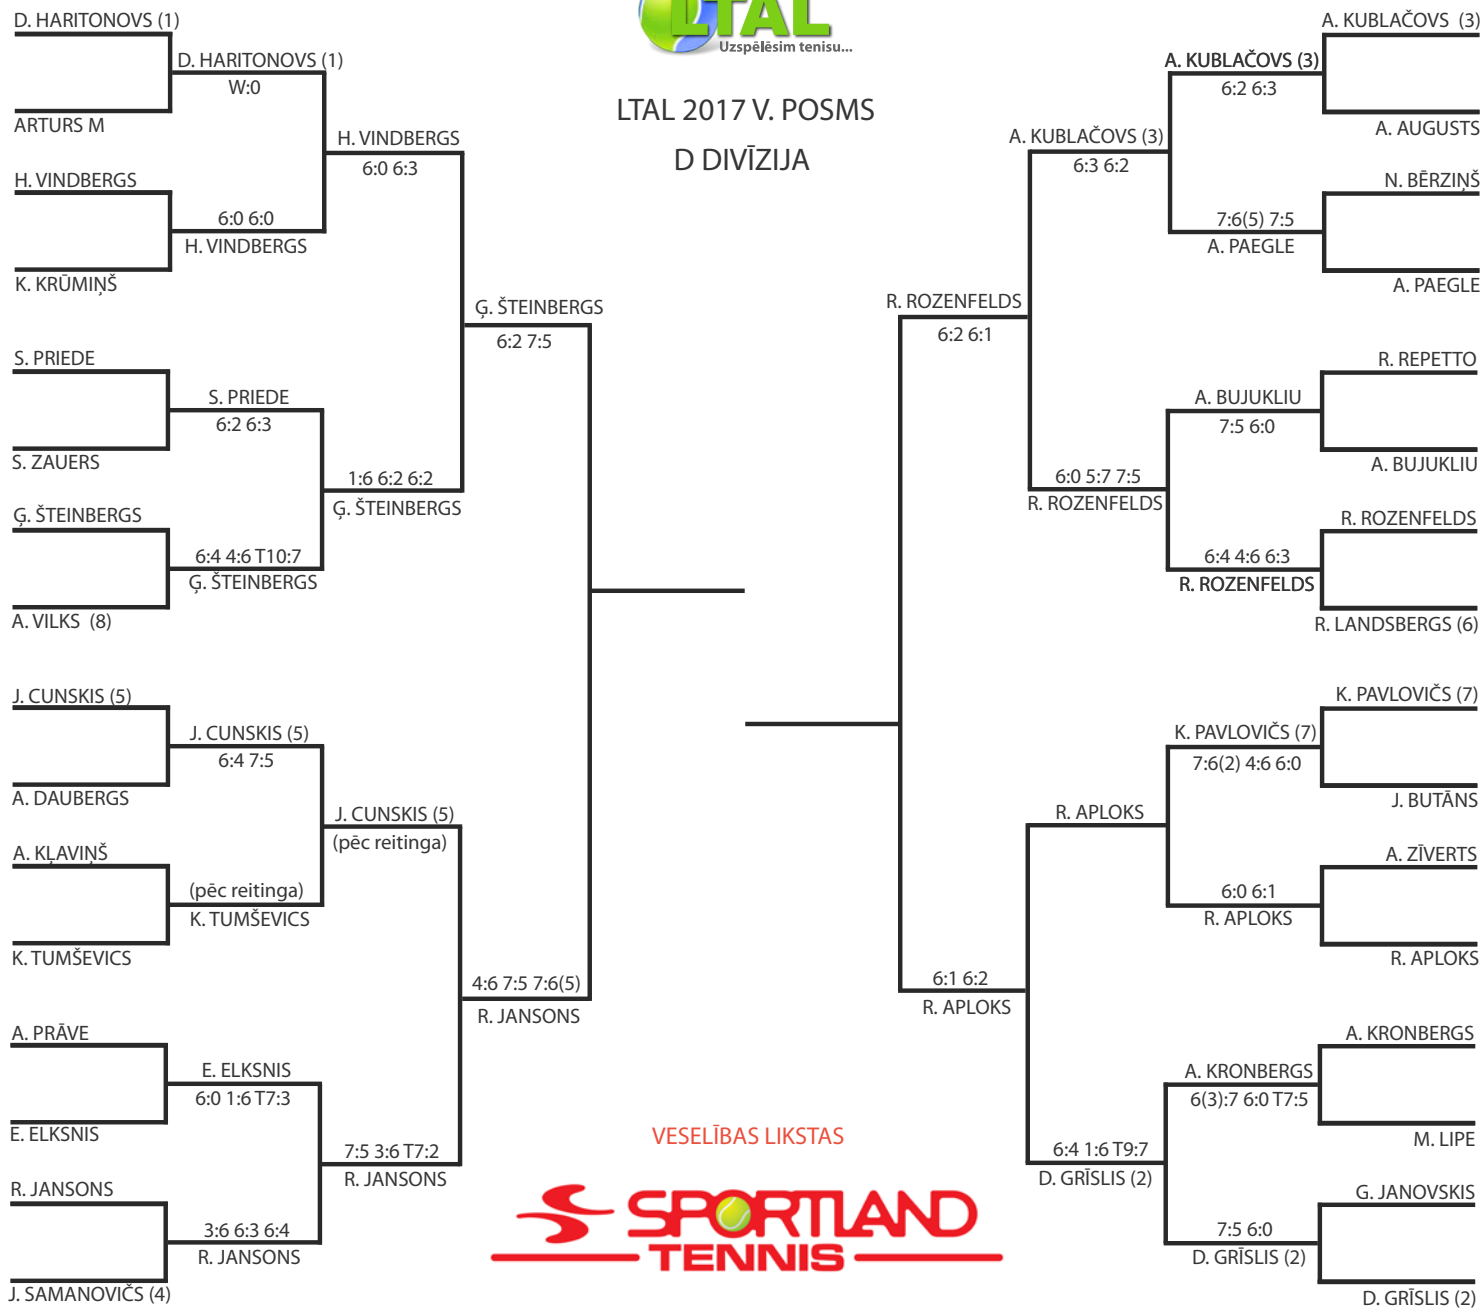 LTAL
Uzspēlēsim tenisu...
LTAL 2017 V. POSMS
D DIVĪZIJA
D. HARITONOVS (1)
D. HARITONOVS (1)
W:0
ARTURS M
H. VINDBERGS
6:0 6:3
H. VINDBERGS
6:0 6:0
H. VINDBERGS
K. KRŪMIŅŠ
Ģ. ŠTEINBERGS
6:2 7:5
S. PRIEDE
S. PRIEDE
6:2 6:3
S. ZAUERS
1:6 6:2 6:2
Ģ. ŠTEINBERGS
Ģ. ŠTEINBERGS
6:4 4:6 T10:7
Ģ. ŠTEINBERGS
A. VILKS (8)
J. CUNSKIS (5)
J. CUNSKIS (5)
6:4 7:5
A. DAUBERGS
J. CUNSKIS (5)
(pēc reitinga)
A. KĻAVIŅŠ
(pēc reitinga)
K. TUMŠEVICS
K. TUMŠEVICS
4:6 7:5 7:6(5)
R. JANSONS
A. PRĀVE
E. ELKSNIS
6:0 1:6 T7:3
E. ELKSNIS
7:5 3:6 T7:2
R. JANSONS
R. JANSONS
3:6 6:3 6:4
R. JANSONS
J. SAMANOVIČS (4)
A. KUBLAČOVS (3)
A. KUBLAČOVS (3)
6:2 6:3
A. AUGUSTS
A. KUBLAČOVS (3)
6:3 6:2
N. BĒRZIŅŠ
7:6(5) 7:5
A. PAEGLE
A. PAEGLE
R. ROZENFELDS
6:2 6:1
R. REPETTO
A. BUJUKLIU
7:5 6:0
A. BUJUKLIU
6:0 5:7 7:5
R. ROZENFELDS
R. ROZENFELDS
6:4 4:6 6:3
R. ROZENFELDS
R. LANDSBERGS (6)
K. PAVLOVIČS (7)
K. PAVLOVIČS (7)
7:6(2) 4:6 6:0
J. BUTĀNS
R. APLOKS
A. ZĪVERTS
6:0 6:1
R. APLOKS
R. APLOKS
6:1 6:2
R. APLOKS
A. KRONBERGS
A. KRONBERGS
6(3):7 6:0 T7:5
M. LIPE
6:4 1:6 T9:7
D. GRĪSLIS (2)
G. JANOVSKIS
7:5 6:0
D. GRĪSLIS (2)
D. GRĪSLIS (2)
VESELĪBAS LIKSTAS
SPORTLAND
TENNIS